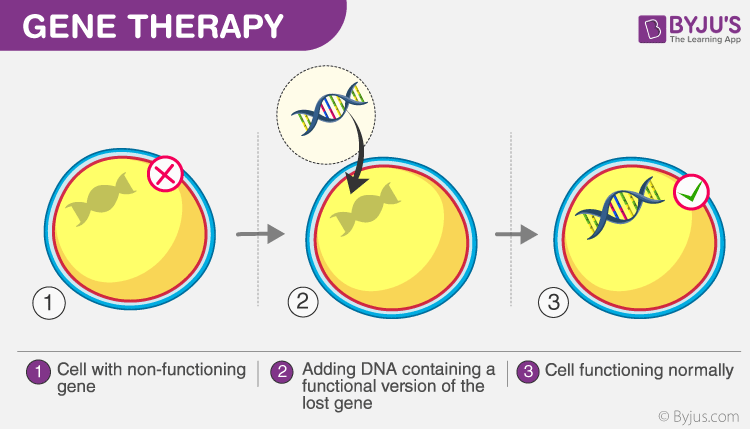 GENE THERAPY
BYJU'S
The Learning App
1
2
3
1 Cell with non-functioning
gene
2 Adding DNA containing a
functional version of the
lost gene
3 Cell functioning normally
© Byjus.com